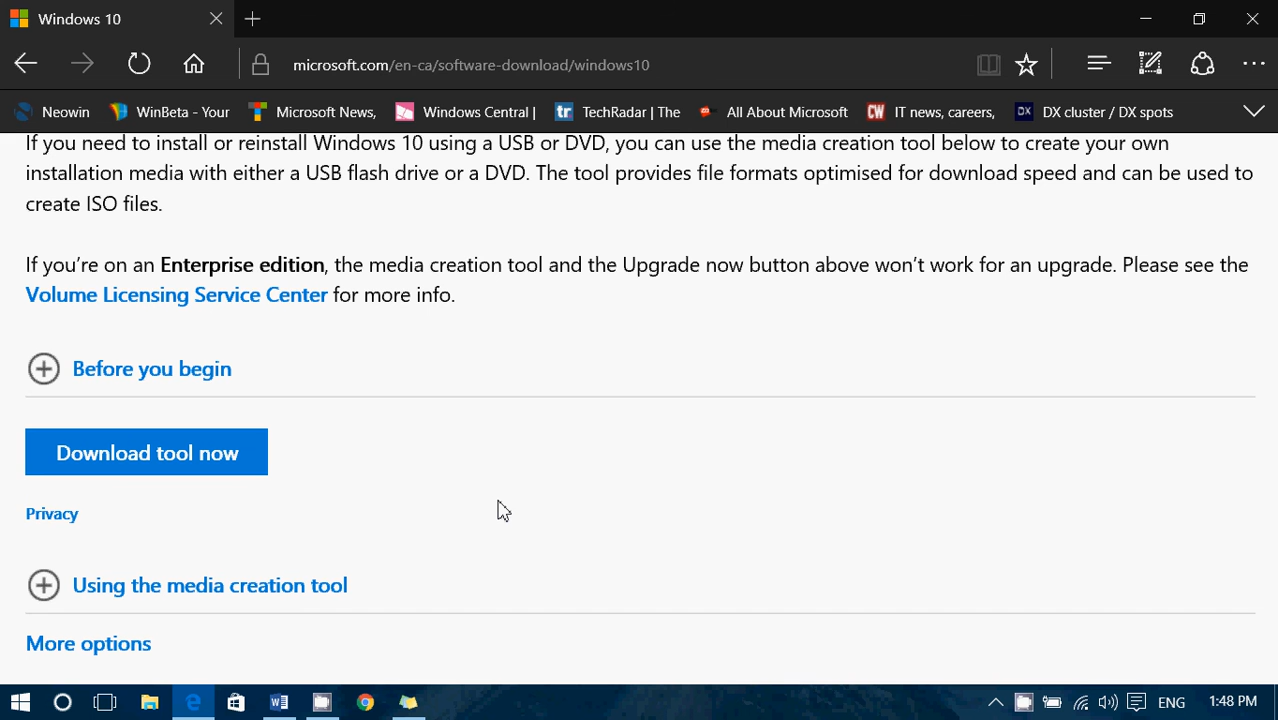 Windows 10
microsoft.com/en-ca/software-download/windows10
Neowin
WinBeta - Your
Microsoft News,
Windows Central |
tr TechRadar | The
All About Microsoft
CW IT news, careers,
DX DX cluster / DX spots
If you need to install or reinstall Windows 10 using a USB or DVD, you can use the media creation tool below to create your own
installation media with either a USB flash drive or a DVD. The tool provides file formats optimised for download speed and can be used to
create ISO files.
If you're on an Enterprise edition, the media creation tool and the Upgrade now button above won't work for an upgrade. Please see the
Volume Licensing Service Center for more info.
Before you begin
Download tool now
Privacy
Using the media creation tool
More options
ENG
1:48 PM